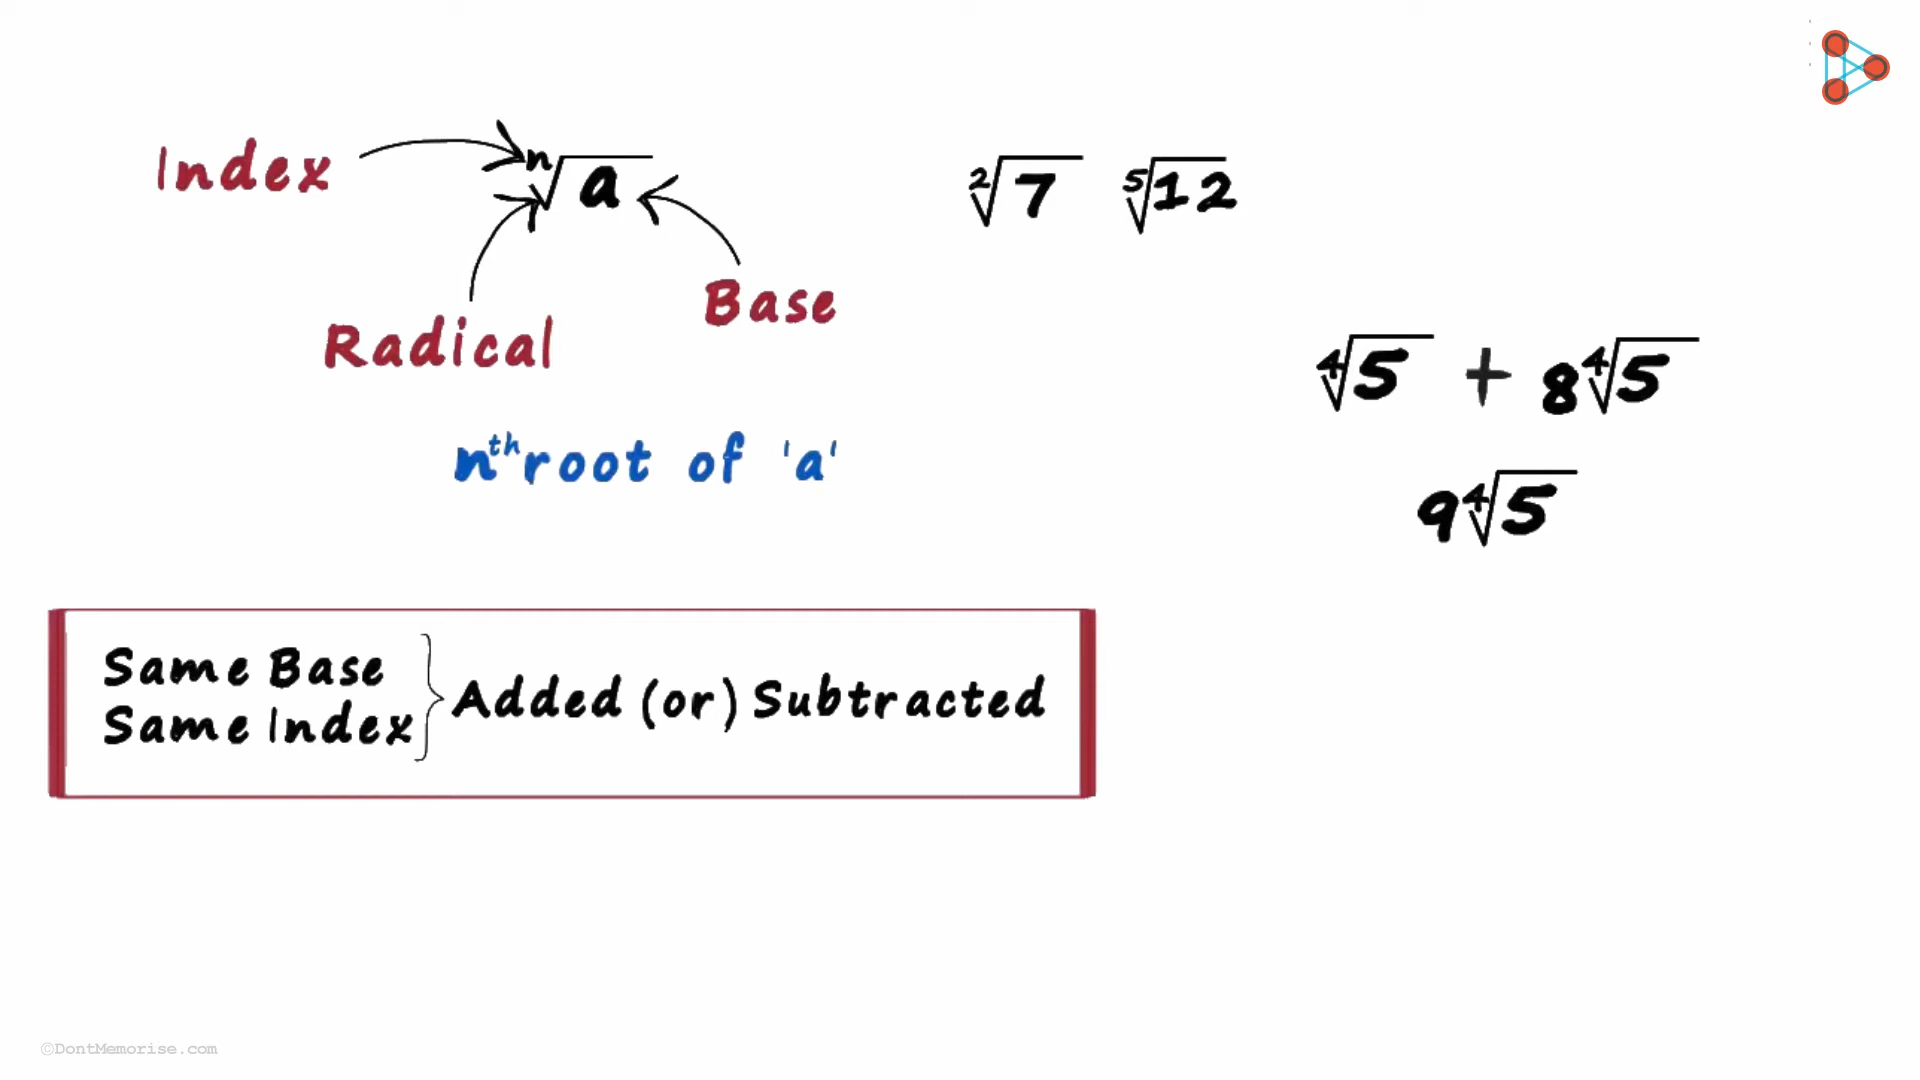 Index
ⁿ√a
Radical
Base
nᵗʰ root of 'a'
²√7 ⁵√12
⁴√5 + 8⁴√5
9⁴√5
Same Base
Same Index
} Added (or) Subtracted
©DontMemorise.com